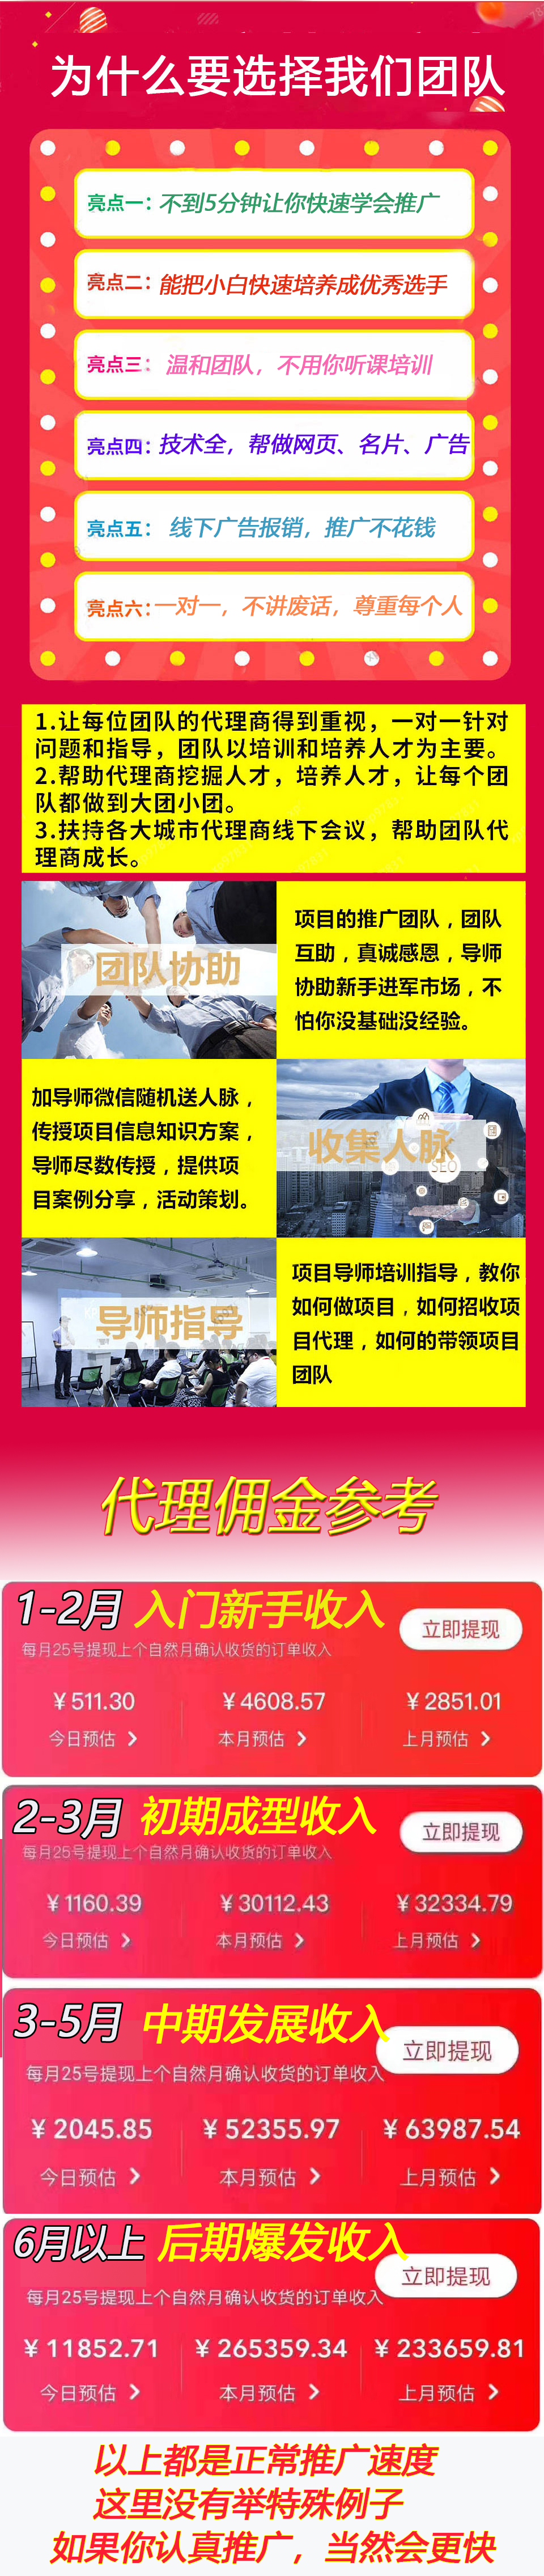 为什么要选择我们团队
亮点一：不到5分钟让你快速学会推广
亮点二：能把小白快速培养成优秀选手
亮点三： 温和团队，不用你听课培训
亮点四：技术全，帮做网页、名片、广告
亮点五： 线下广告报销，推广不花钱
亮点六：一对一，不讲废话，尊重每个人
1.让每位团队的代理商得到重视，一对一针对
问题和指导，团队以培训和培养人才为主要。
2.帮助代理商挖掘人才，培养人才，让每个团
队都做到大团小团。
3.扶持各大城市代理商线下会议，帮助团队代
理商成长。
团队协助
项目的推广团队，团队
互助，真诚感恩，导师
协助新手进军市场，不
怕你没基础没经验。
加导师微信随机送人脉，
传授项目信息知识方案，
导师尽数传授，提供项
目案例分享，活动策划。
收集人脉
SEO
导师指导
项目导师培训指导，教你
如何做项目，如何招收项
目代理，如何的带领项目
团队
代理佣金参考
1-2月 入门新手收入
立即提现
每月25号提现上个自然月确认收货的订单收入
￥511.30 ￥4608.57 ￥2851.01
今日预估 本月预估 上月预估
2-3月 初期成型收入
立即提现
每月25号提现上个自然月确认收货的订单收入
￥1160.39 ￥30112.43 ￥32334.79
今日预估 本月预估 上月预估
3-5月 中期发展收入
立即提现
每月25号提现上个自然月确认收货的订单收入
￥2045.85 ￥52355.97 ￥63987.54
今日预估 本月预估 上月预估
6月以上 后期爆发收入
立即提现
每月25号提现上个自然月确认收货的订单收入
￥11852.71 ￥265359.34 ￥233659.81
今日预估 本月预估 上月预估
以上都是正常推广速度
这里没有举特殊例子
如果你认真推广，当然会更快